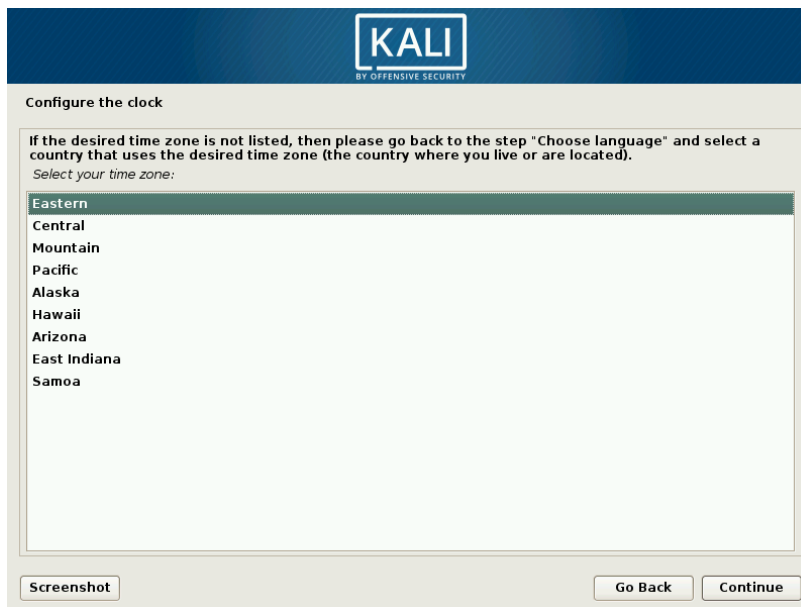 KALI
BY OFFENSIVE SECURITY
Configure the clock
If the desired time zone is not listed, then please go back to the step "Choose language" and select a
country that uses the desired time zone (the country where you live or are located).
Select your time zone:
Eastern
Central
Mountain
Pacific
Alaska
Hawaii
Arizona
East Indiana
Samoa
Screenshot
Go Back
Continue